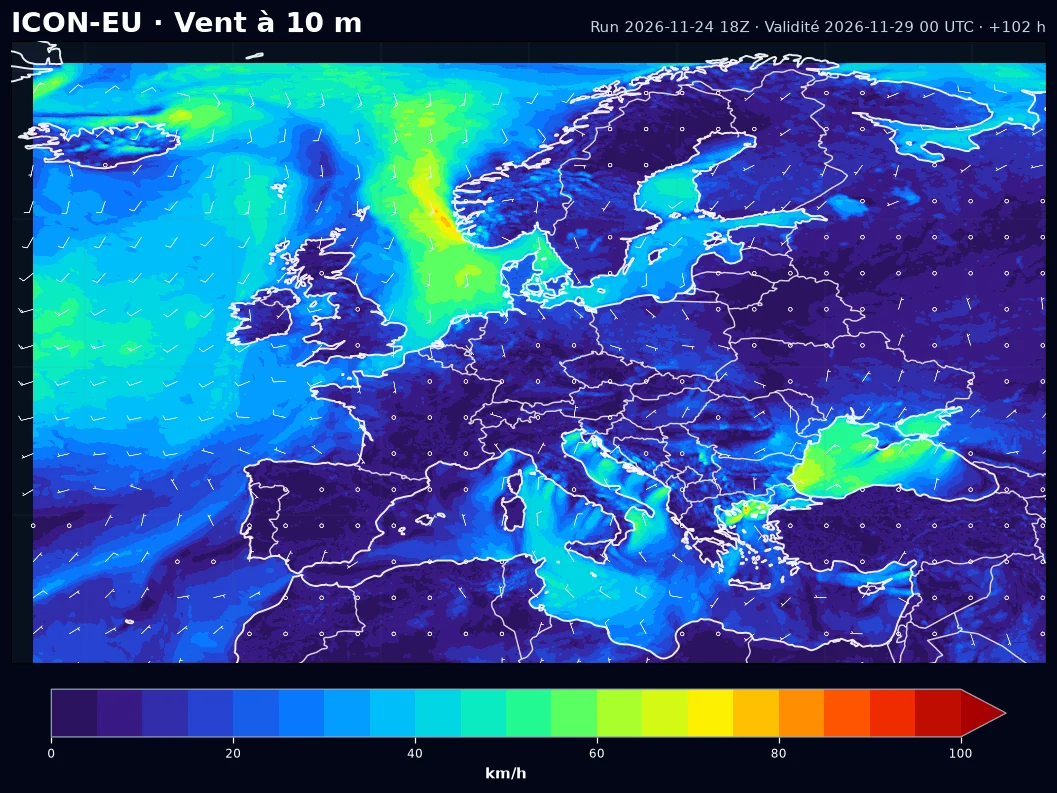 ICON-EU · Vent à 10 m
Run 2026-11-24 18Z · Validité 2026-11-29 00 UTC · +102 h
0 20 40 60 80 100
km/h